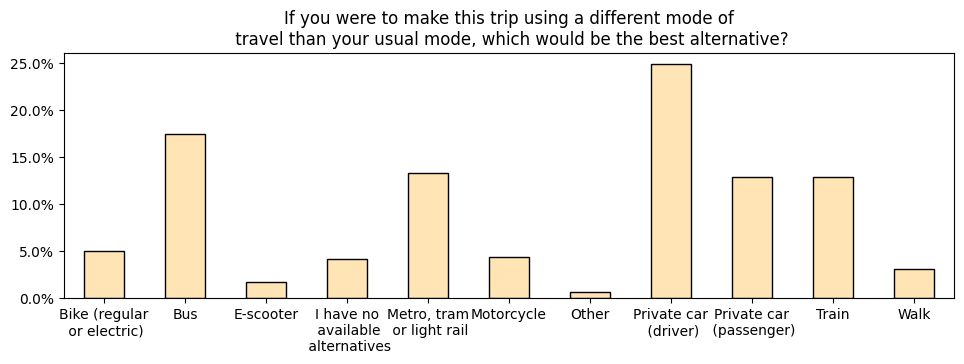 If you were to make this trip using a different mode of
travel than your usual mode, which would be the best alternative?
25.0%
20.0%
15.0%
10.0%
5.0%
0.0%
Bike (regular
or electric)
Bus
E-scooter
I have no
available
alternatives
Metro, tram
or light rail
Motorcycle
Other
Private car
(driver)
Private car
(passenger)
Train
Walk